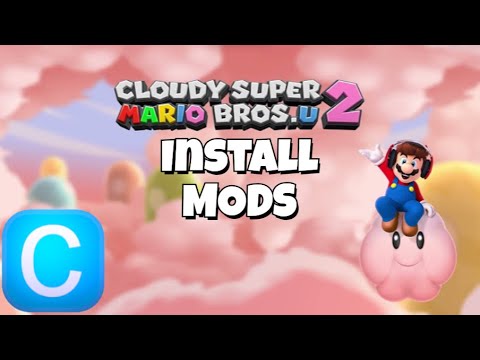 CLOUDY SUPER
MARIO BROS.U 2
INSTALL
MODS
C